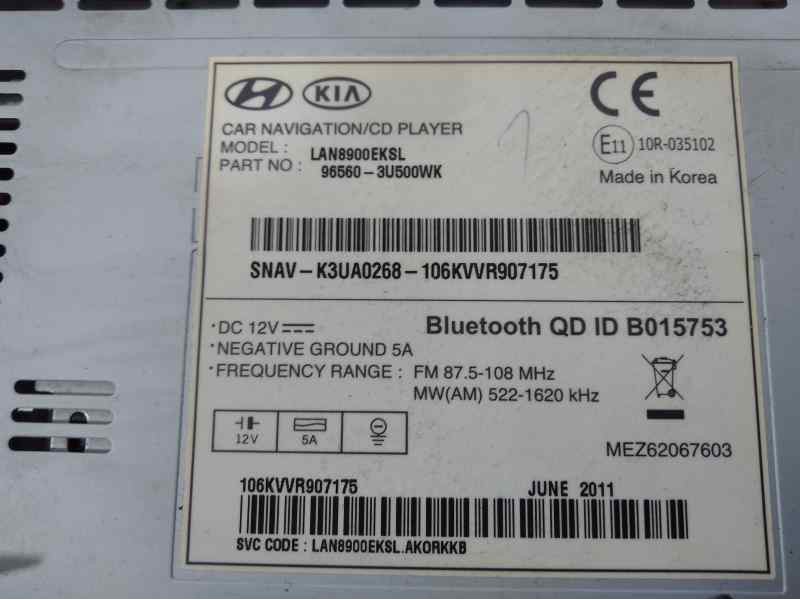 KIA
CE
CAR NAVIGATION/CD PLAYER
MODEL : LAN8900EKSL
PART NO : 96560-3U500WK
E11 10R-035102
Made in Korea
1
SNAV-K3UA0268-106KVVR907175
·DC 12V
Bluetooth QD ID B015753
·NEGATIVE GROUND 5A
·FREQUENCY RANGE : FM 87.5-108 MHz
MW(AM) 522-1620 kHz
12V 5A
MEZ62067603
106KVVR907175 JUNE 2011
SVC CODE : LAN8900EKSL.AKORKKB